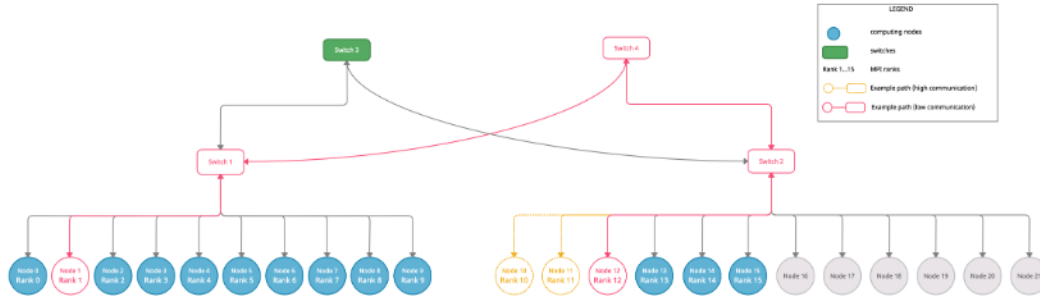 LEGEND
computing nodes
switches
Rank 1...15 MPI ranks
Example path (high communication)
Example path (low communication)
Switch 3
Switch 4
Switch 1
Switch 2
Node 0
Rank 0
Node 1
Rank 1
Node 2
Rank 2
Node 3
Rank 3
Node 4
Rank 4
Node 5
Rank 5
Node 6
Rank 6
Node 7
Rank 7
Node 8
Rank 8
Node 9
Rank 9
Node 10
Rank 10
Node 11
Rank 11
Node 12
Rank 12
Node 13
Rank 13
Node 14
Rank 14
Node 15
Rank 15
Node 16
Node 17
Node 18
Node 19
Node 20
Node 21